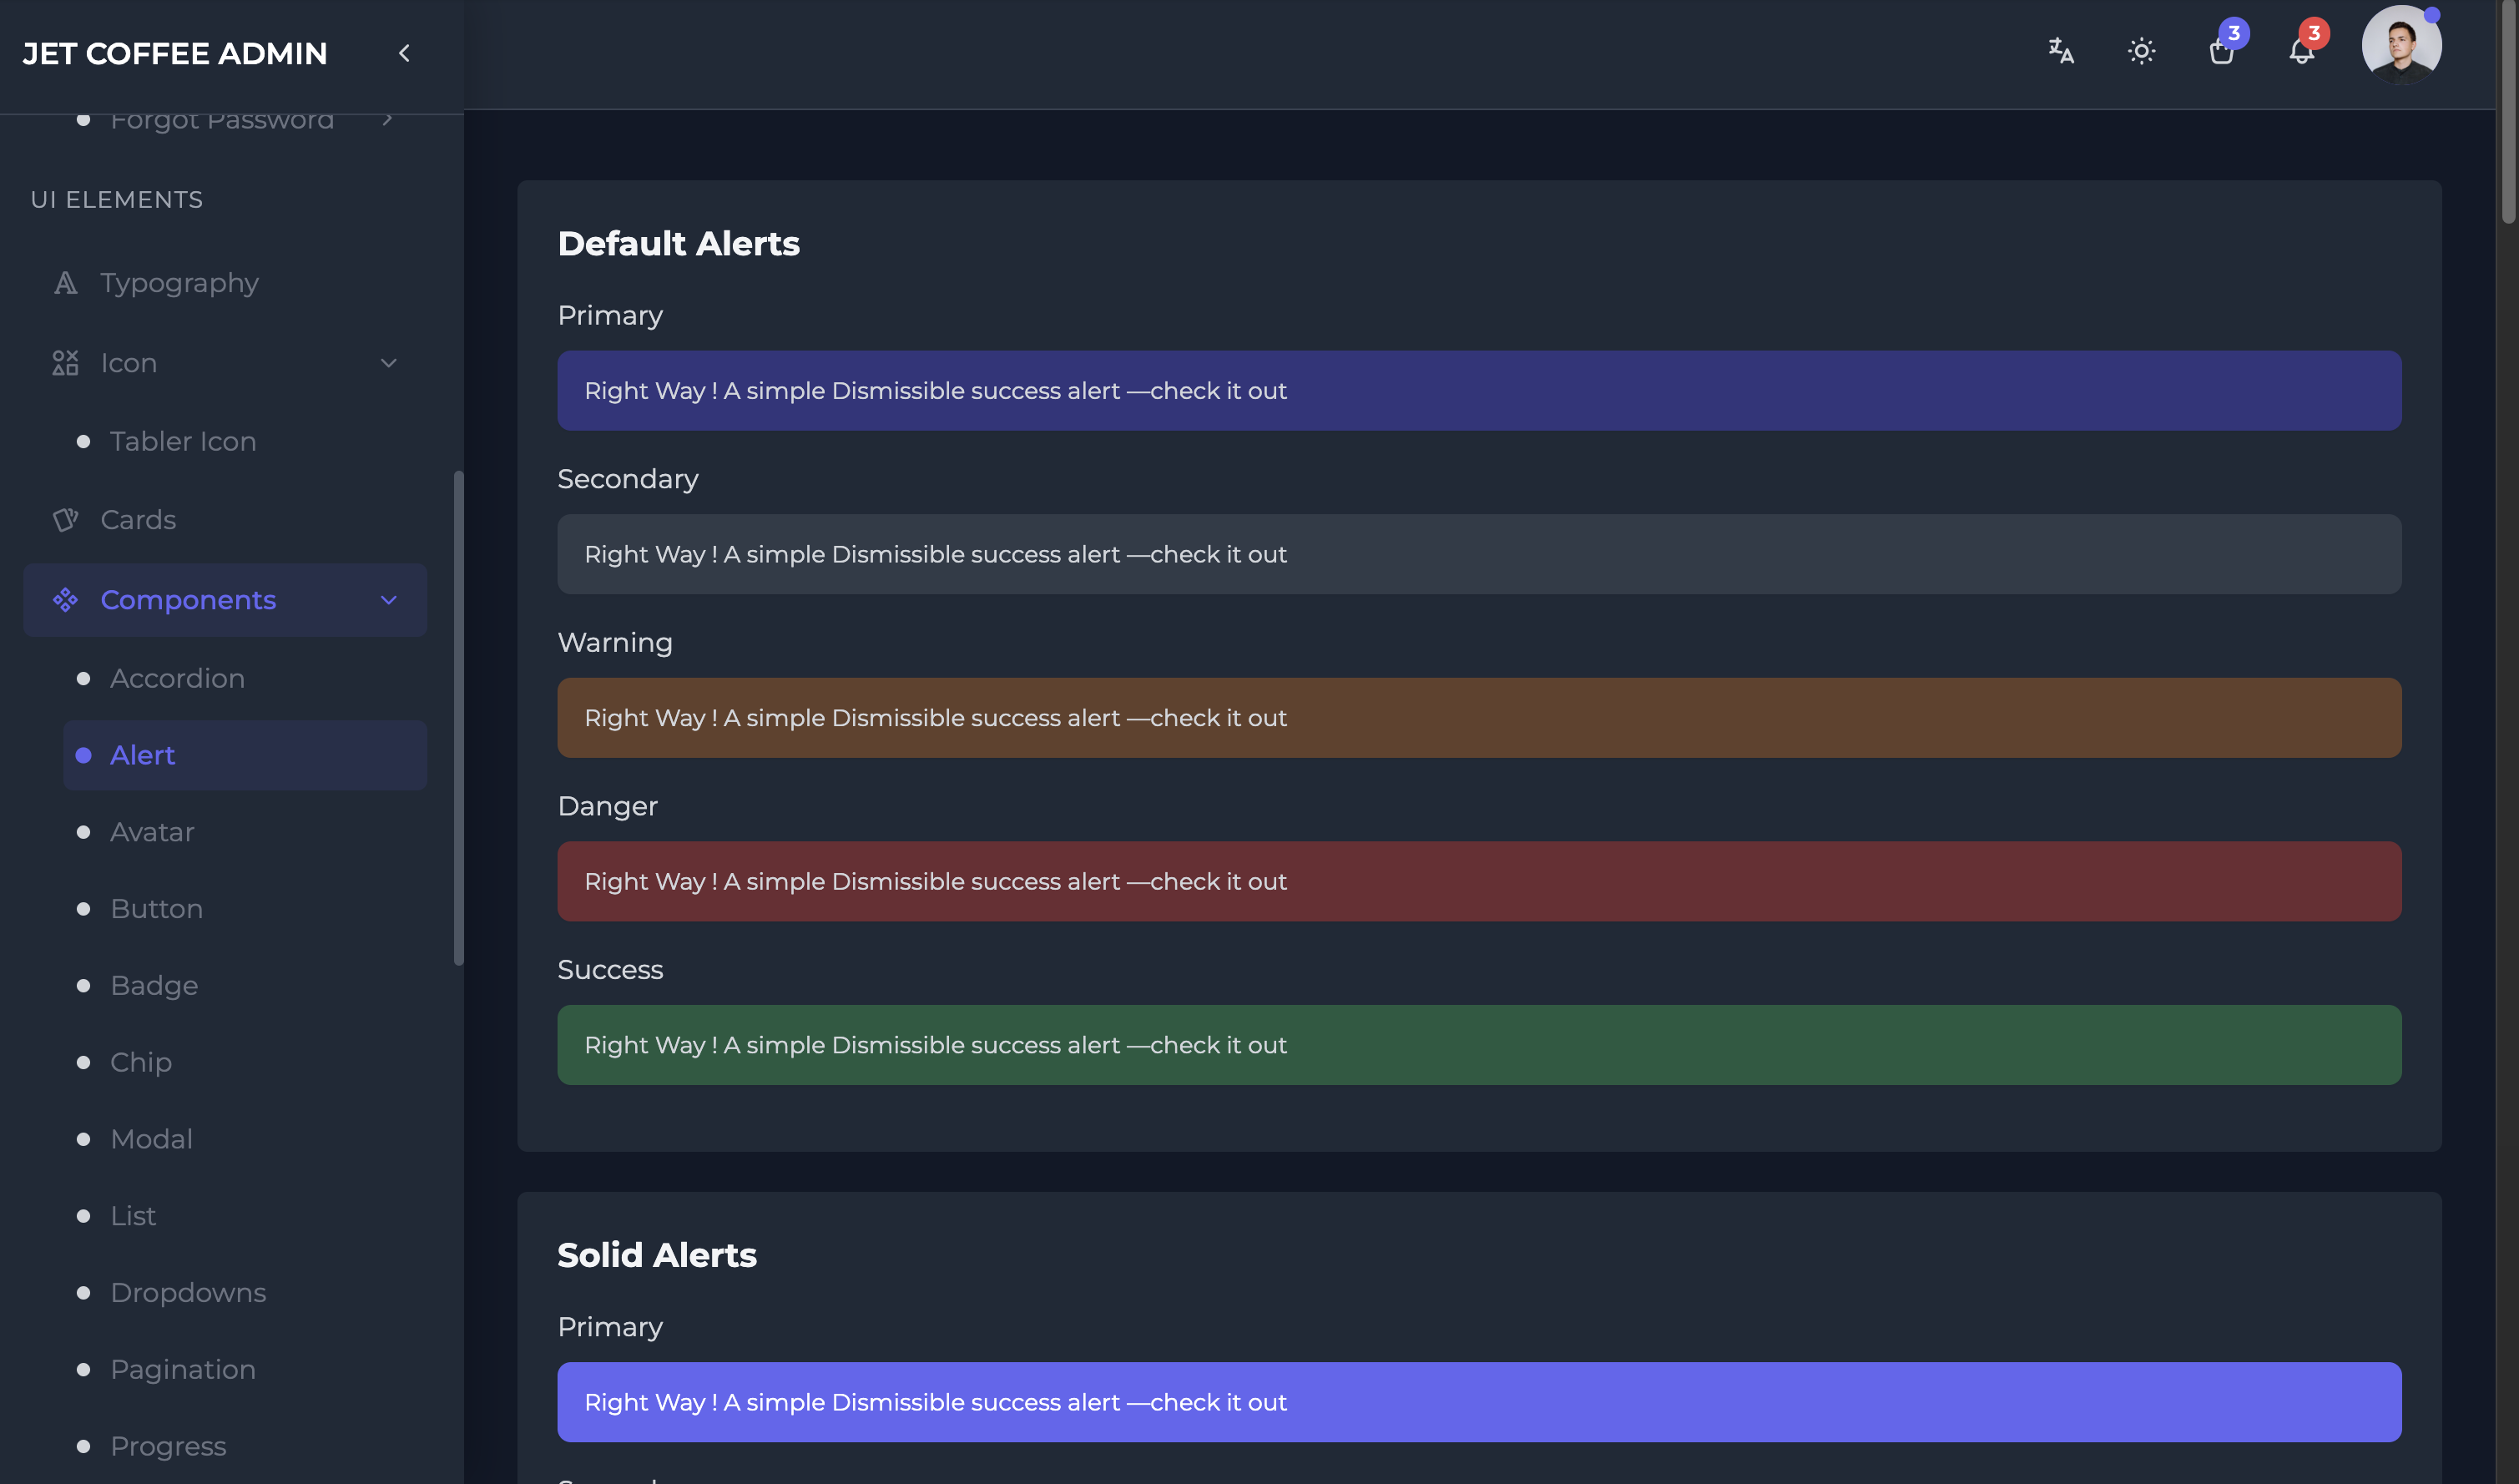 JET COFFEE ADMIN
3
3
Forgot Password
UI ELEMENTS
Typography
Icon
Tabler Icon
Cards
Components
Accordion
Alert
Avatar
Button
Badge
Chip
Modal
List
Dropdowns
Pagination
Progress
Default Alerts
Primary
Right Way ! A simple Dismissible success alert —check it out
Secondary
Right Way ! A simple Dismissible success alert —check it out
Warning
Right Way ! A simple Dismissible success alert —check it out
Danger
Right Way ! A simple Dismissible success alert —check it out
Success
Right Way ! A simple Dismissible success alert —check it out
Solid Alerts
Primary
Right Way ! A simple Dismissible success alert —check it out